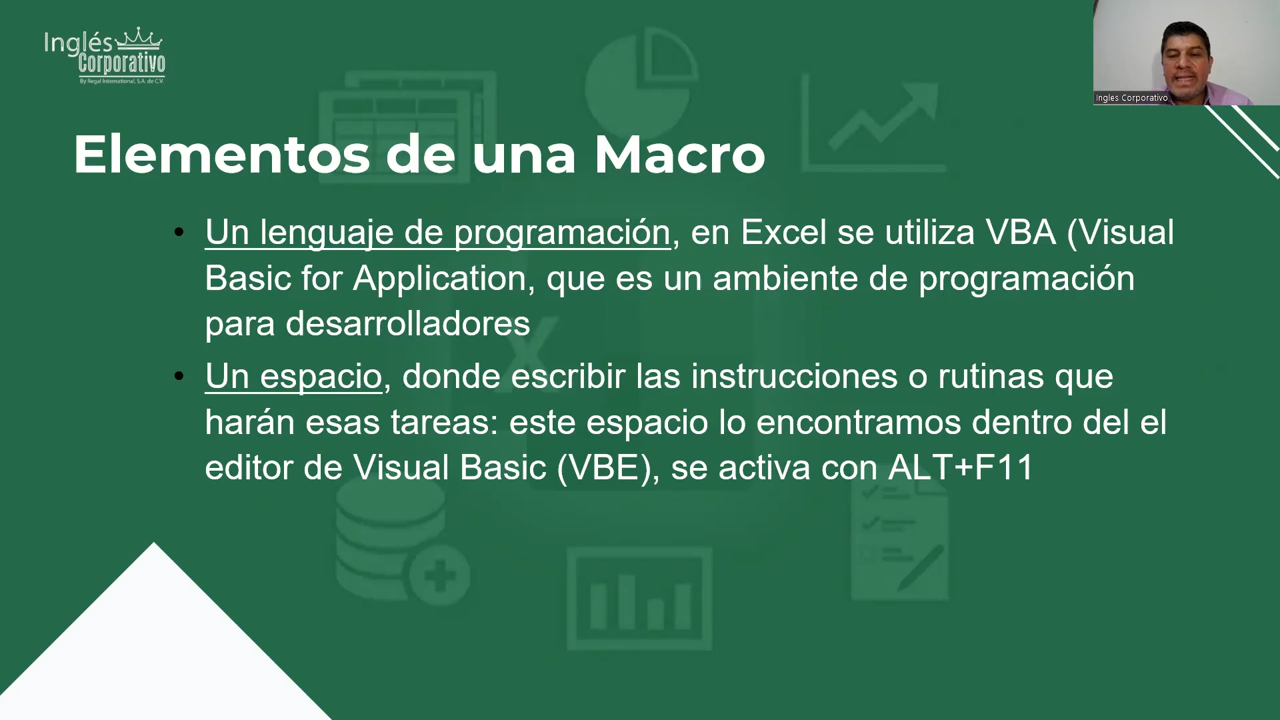 Inglés
Corporativo
By Regal International, S.A. de C.V.
Ingles Corporativo
Elementos de una Macro
• Un lenguaje de programación, en Excel se utiliza VBA (Visual
Basic for Application, que es un ambiente de programación
para desarrolladores
• Un espacio, donde escribir las instrucciones o rutinas que
harán esas tareas: este espacio lo encontramos dentro del el
editor de Visual Basic (VBE), se activa con ALT+F11
X